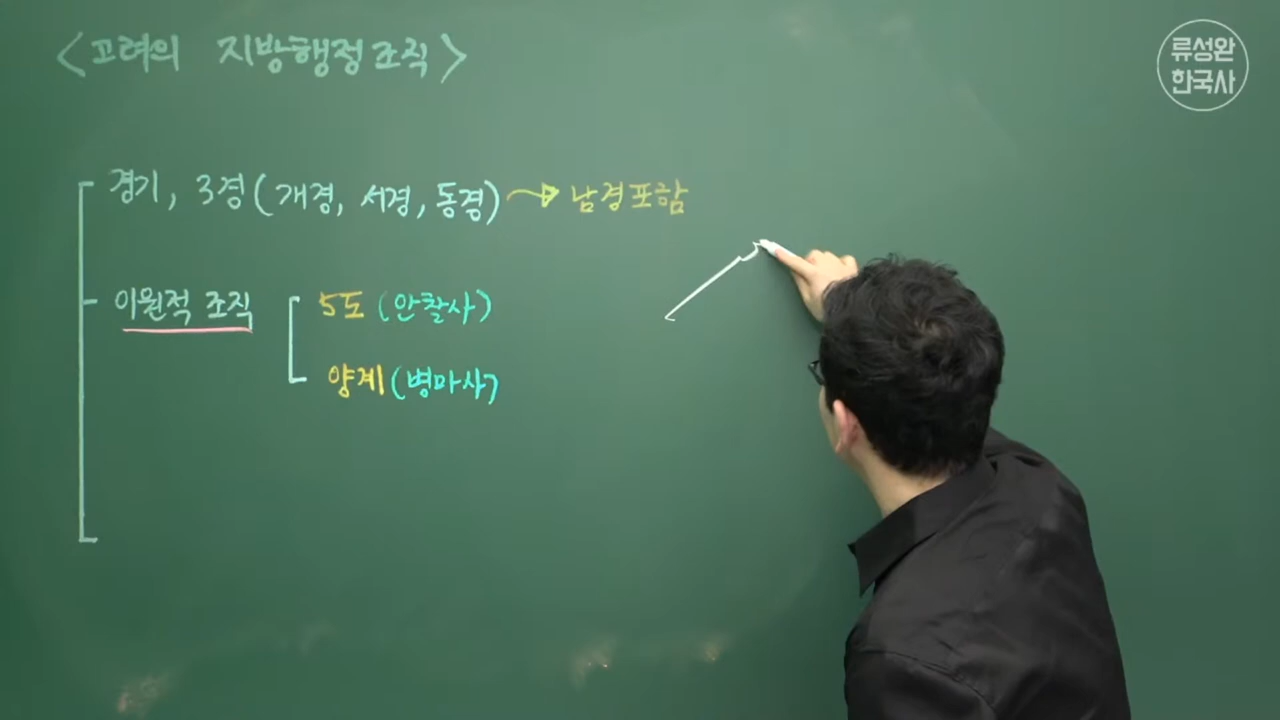 <고려의 지방행정조직>
류성완
한국사
경기, 3경(개경, 서경, 동경) → 남경포함
이원적 조직
5도 (안찰사)
양계 (병마사)